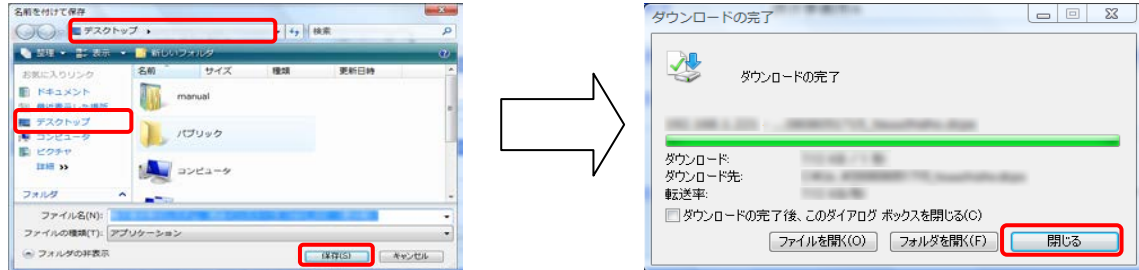 名前を付けて保存
デスクトップ
検索
整理 表示 新しいフォルダ
お気に入りリンク
ドキュメント
最近表示した場所
デスクトップ
コンピュータ
ピクチャ
詳細 >>
フォルダ
名前 サイズ 種類 更新日時
manual
パブリック
コンピュータ
ファイル名(N):
ファイルの種類(T): アプリケーション
フォルダの非表示
保存(S) キャンセル
ダウンロードの完了
ダウンロードの完了
ダウンロード:
ダウンロード先:
転送率:
ダウンロードの完了後、このダイアログ ボックスを閉じる(C)
ファイルを開く(O) フォルダを開く(F) 閉じる